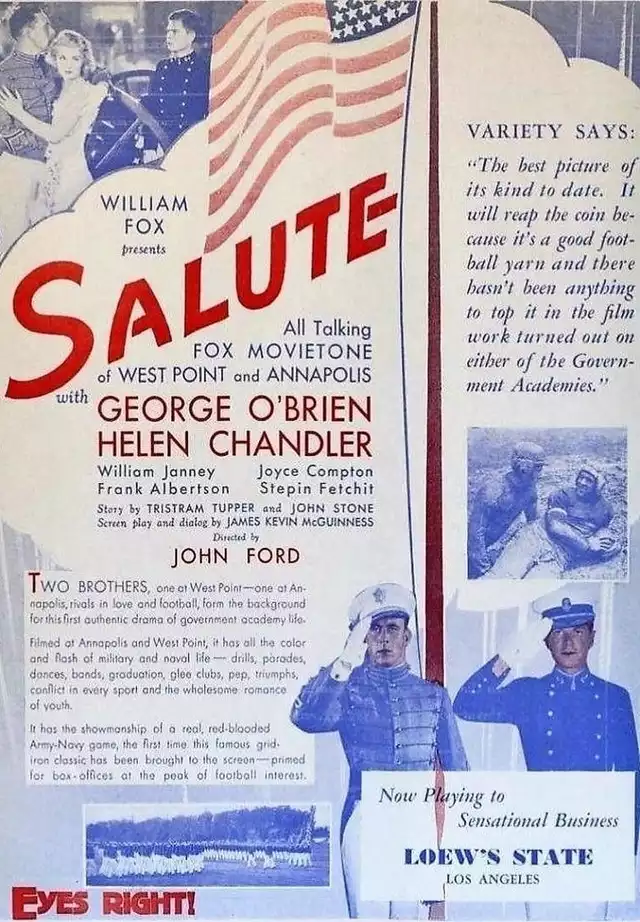 WILLIAM
FOX
presents
SALUTE
All Talking
FOX MOVIETONE
of WEST POINT and ANNAPOLIS
with GEORGE O'BRIEN
HELEN CHANDLER
William Janney Joyce Compton
Frank Albertson Stepin Fetchit
Story by TRISTRAM TUPPER and JOHN STONE
Screen play and dialog by JAMES KEVIN McGUINNESS
Directed by
JOHN FORD
TWO BROTHERS, one at West Point—one at An-
napolis, rivals in love and football, form the background
for this first authentic drama of government academy life.
Filmed at Annapolis and West Point, it has all the color
and flash of military and naval life — drills, parades,
dances, bands, graduation, glee clubs, pep, triumphs,
conflict in every sport and the wholesome romance
of youth.
It has the showmanship of a real, red-blooded
Army-Navy game, the first time this famous grid-
iron classic has been brought to the screen—primed
for box-offices at the peak of football interest.
EYES RIGHT!
VARIETY SAYS:
"The best picture of
its kind to date. It
will reap the coin be-
cause it's a good foot-
ball yarn and there
hasn't been anything
to top it in the film
work turned out on
either of the Govern-
ment Academies."
Now Playing to
Sensational Business
LOEW'S STATE
LOS ANGELES